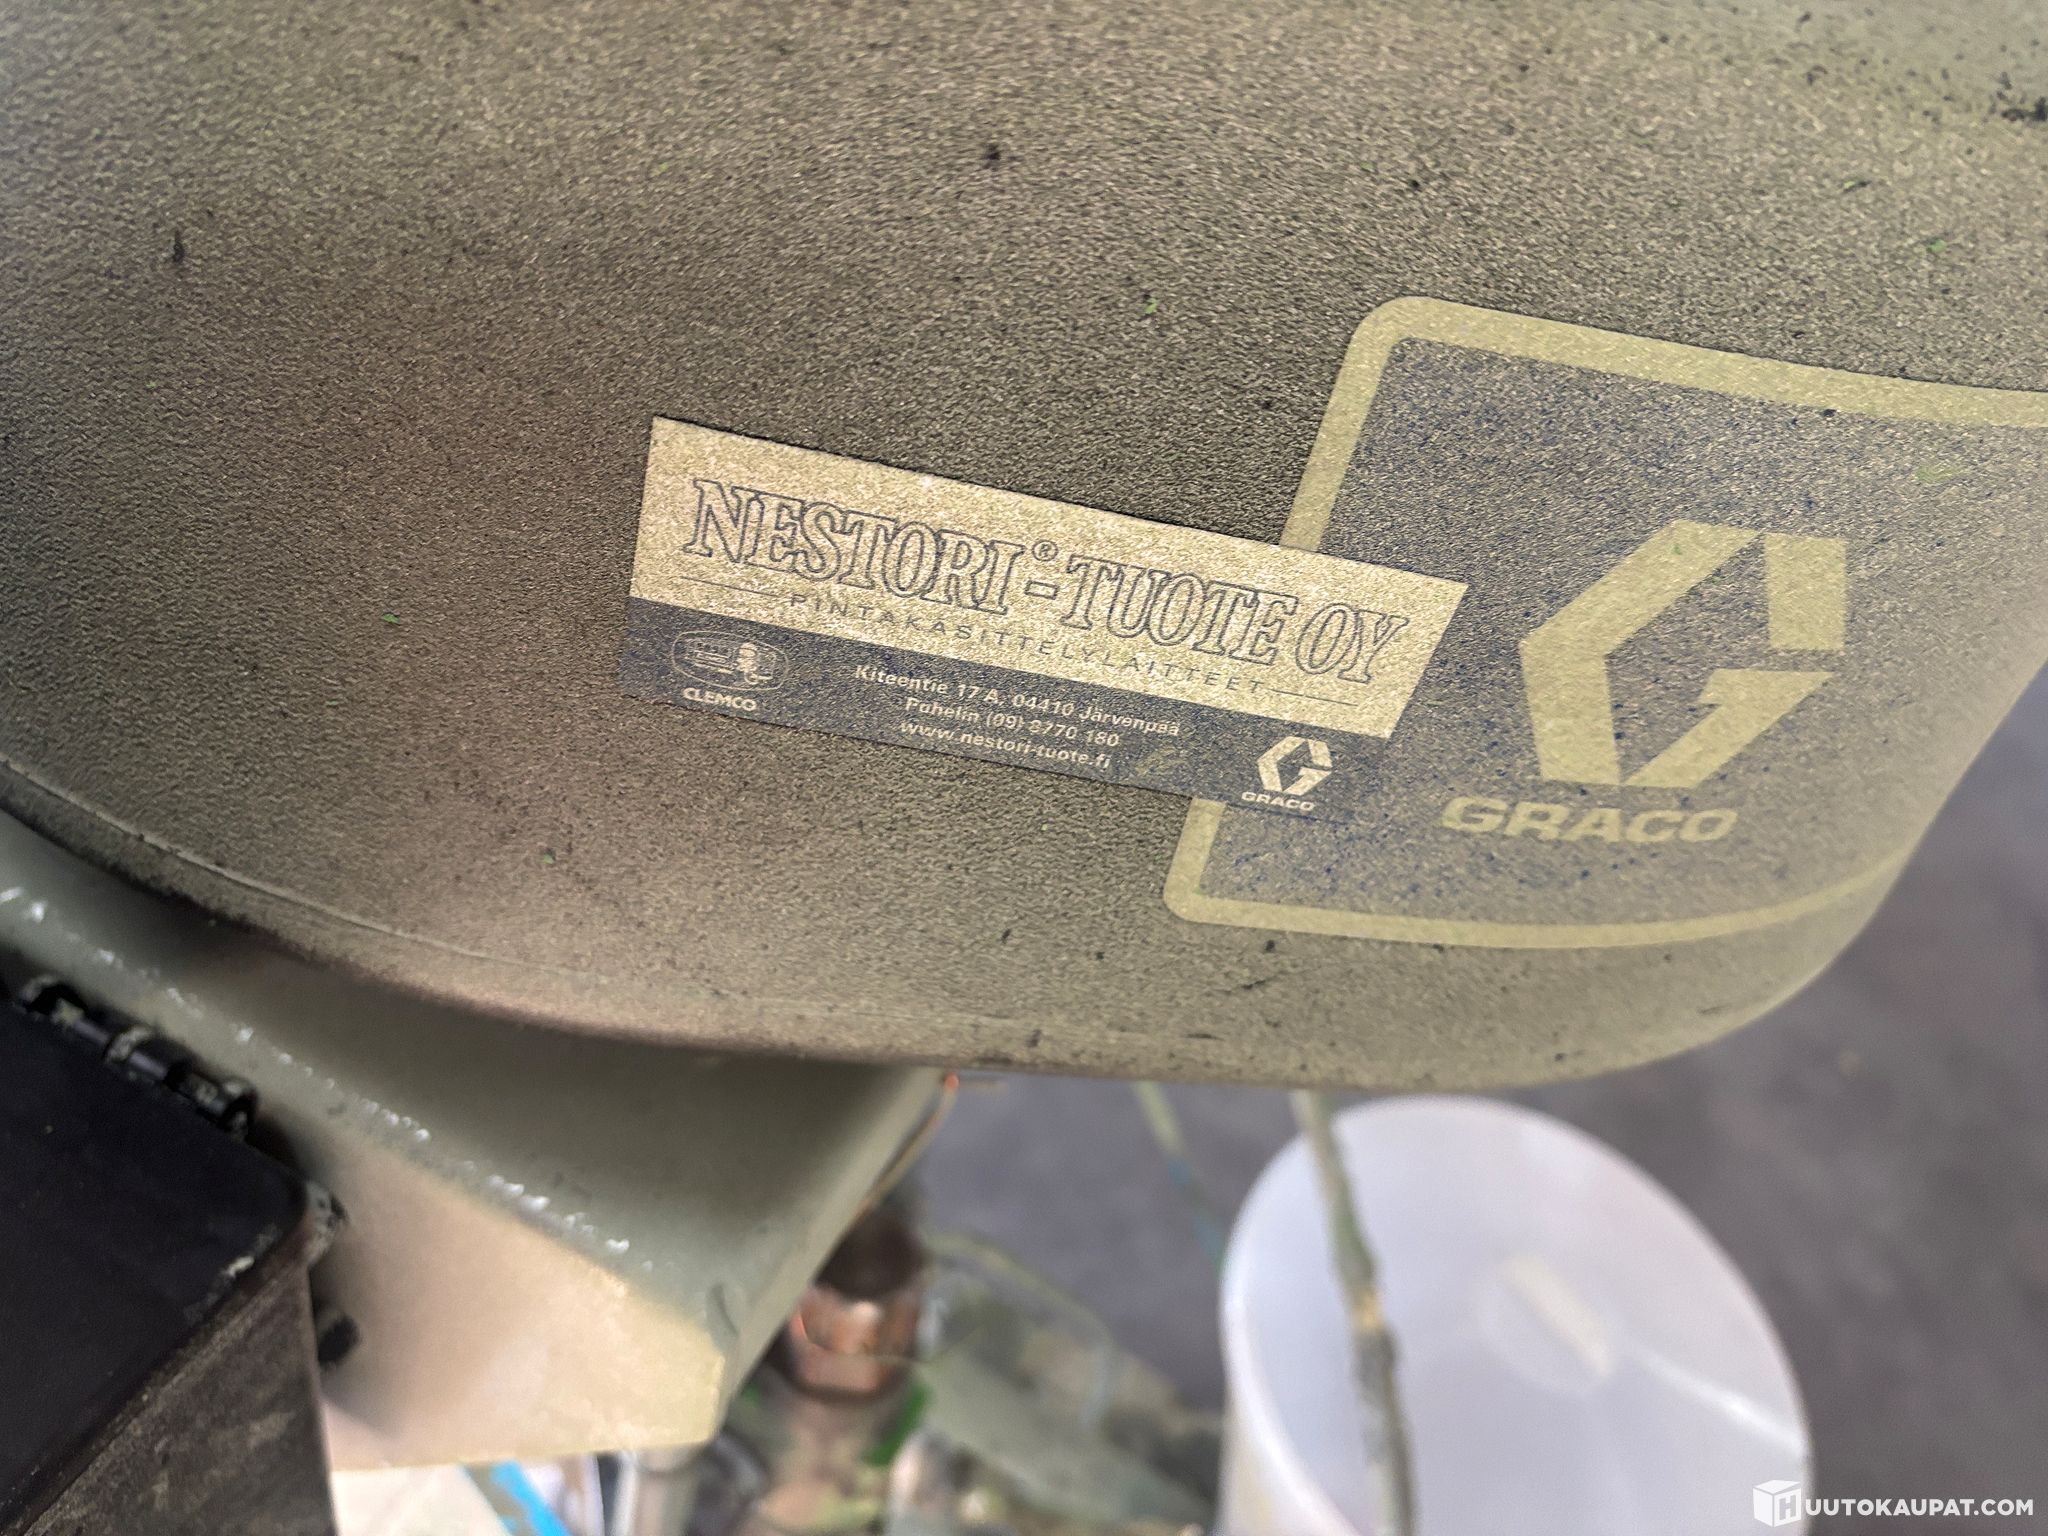 NESTORI®-TUOTE OY
PINTAKÄSITTELYLAITTEET
CLEMCO
Kiteentie 17 A, 04410 Järvenpää
Puhelin (09) 8770 180
www.nestori-tuote.fi
GRACO
GRACO
HUUTOKAUPAT.COM